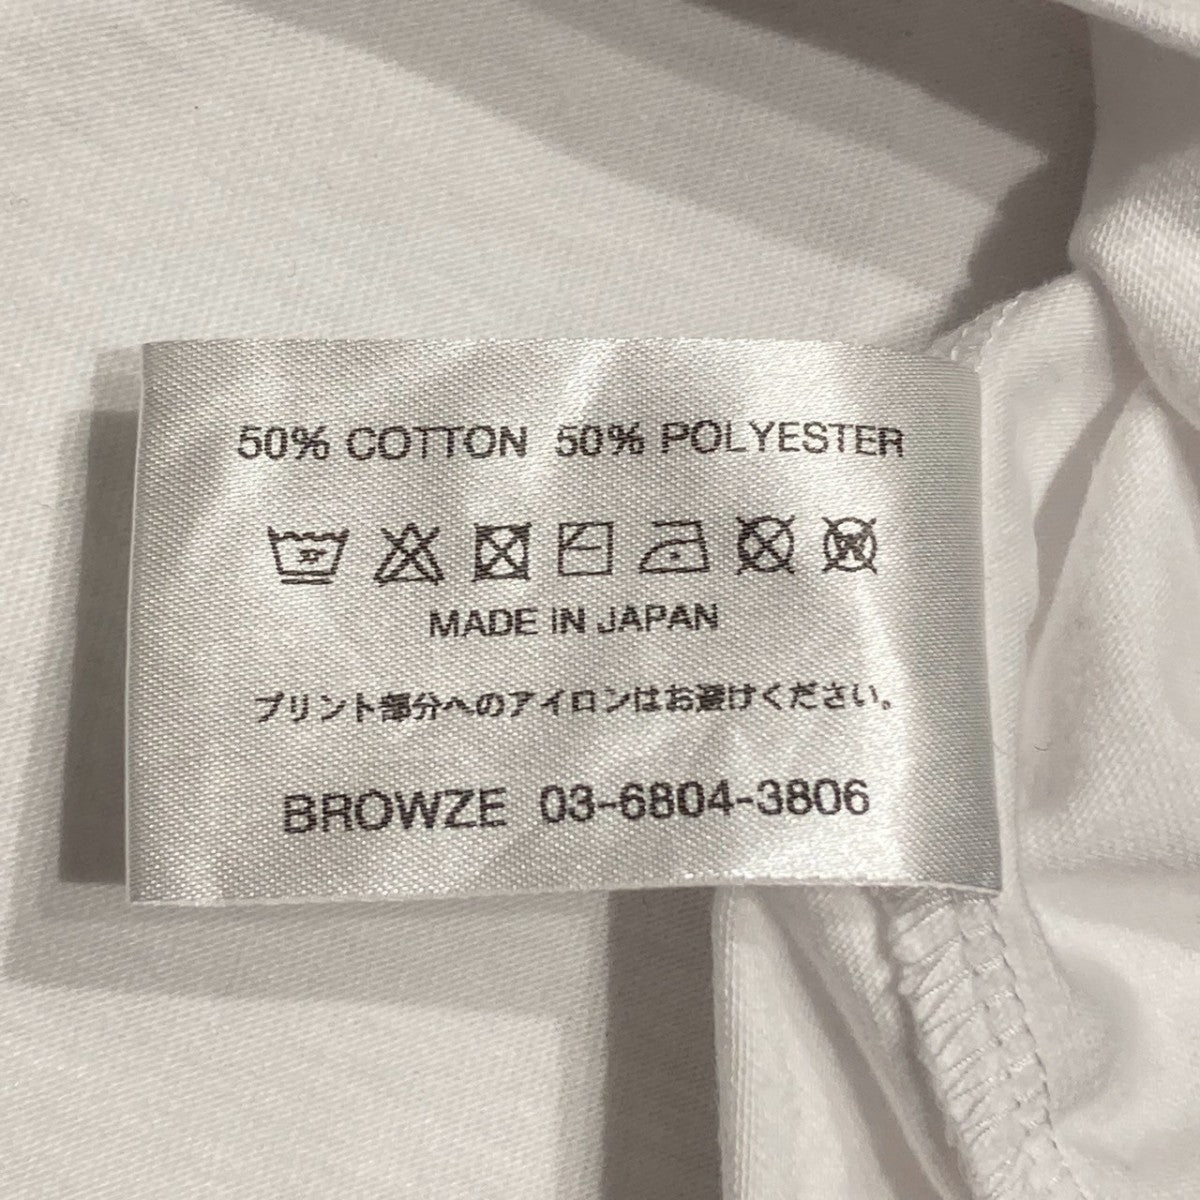 50% COTTON 50% POLYESTER
MADE IN JAPAN
プリント部分へのアイロンはお避けください。
BROWZE 03-6804-3806